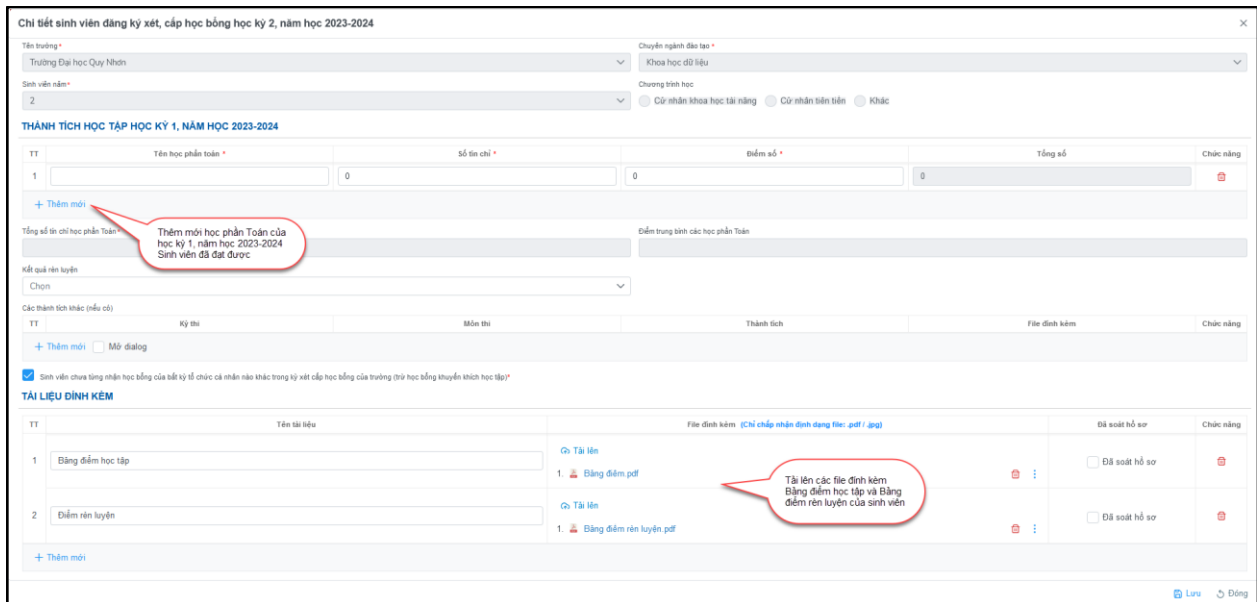 Chi tiết sinh viên đăng ký xét, cấp học bổng học kỳ 2, năm học 2023-2024
Tên trường *
Chuyên ngành đào tạo *
Trường Đại học Quy Nhơn
Khoa học dữ liệu
Sinh viên năm *
Chương trình học
2
Cử nhân khoa học tài năng Cử nhân tiên tiến Khác
THÀNH TÍCH HỌC TẬP HỌC KỲ 1, NĂM HỌC 2023-2024
TT Tên học phần toán * Số tín chỉ * Điểm số * Tổng số Chức năng
1 0 0 0
+ Thêm mới
Thêm mới học phần Toán của
học kỳ 1, năm học 2023-2024
Sinh viên đã đạt được
Tổng số tín chỉ học phần Toán *
Điểm trung bình các học phần Toán
Kết quả rèn luyện
Chọn
Các thành tích khác (nếu có)
TT Kỳ thi Môn thi Thành tích File đính kèm Chức năng
+ Thêm mới Mở dialog
Sinh viên chưa từng nhận học bổng của bất kỳ tổ chức cá nhân nào khác trong kỳ xét cấp học bổng của trường (trừ học bổng khuyến khích học tập)*
TÀI LIỆU ĐÍNH KÈM
TT Tên tài liệu File đính kèm (Chỉ chấp nhận định dạng file: .pdf / .jpg) Đã soát hồ sơ Chức năng
Tải lên
1 Bảng điểm học tập Đã soát hồ sơ
1. Bảng điểm.pdf
Tải lên các file đính kèm
Bảng điểm học tập và Bảng
điểm rèn luyện của sinh viên
Tải lên
2 Điểm rèn luyện Đã soát hồ sơ
1. Bảng điểm rèn luyện.pdf
+ Thêm mới
Lưu Đóng